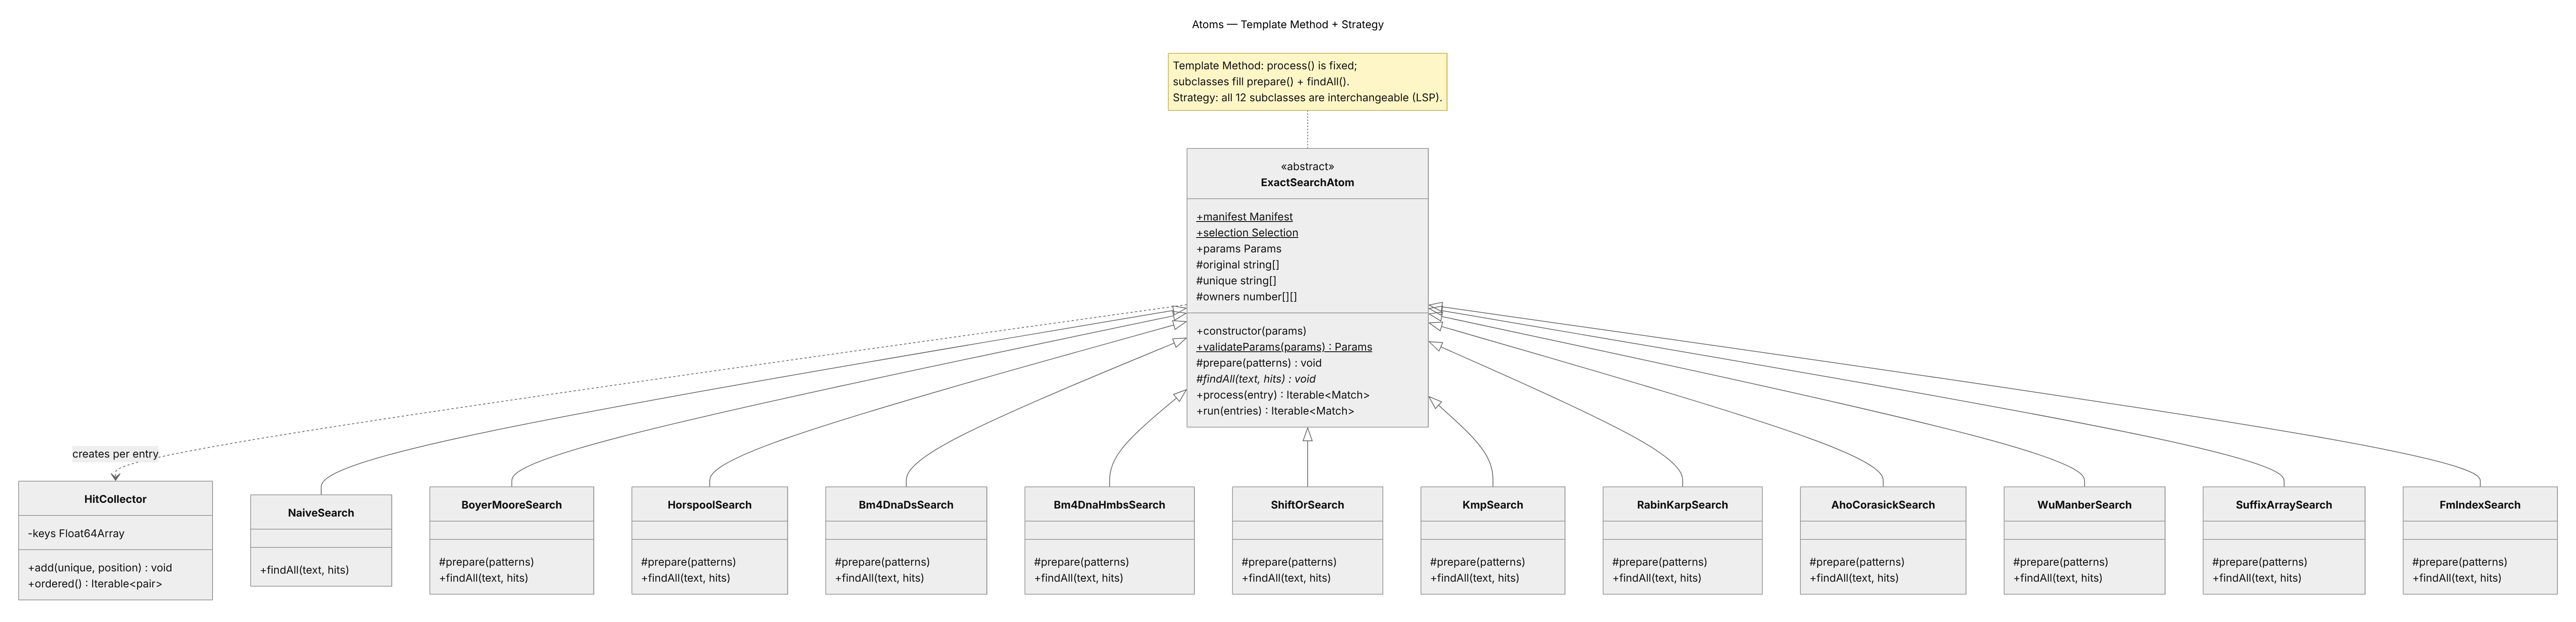 Atoms — Template Method + Strategy
Template Method: process() is fixed;
subclasses fill prepare() + findAll().
Strategy: all 12 subclasses are interchangeable (LSP).
«abstract»
ExactSearchAtom
+manifest Manifest
+selection Selection
+params Params
#original string[]
#unique string[]
#owners number[][]
+constructor(params)
+validateParams(params) : Params
#prepare(patterns) : void
#findAll(text, hits) : void
+process(entry) : Iterable<Match>
+run(entries) : Iterable<Match>
creates per entry
HitCollector
-keys Float64Array
+add(unique, position) : void
+ordered() : Iterable<pair>
NaiveSearch
+findAll(text, hits)
BoyerMooreSearch
#prepare(patterns)
+findAll(text, hits)
HorspoolSearch
#prepare(patterns)
+findAll(text, hits)
Bm4DnaDsSearch
#prepare(patterns)
+findAll(text, hits)
Bm4DnaHmbsSearch
#prepare(patterns)
+findAll(text, hits)
ShiftOrSearch
#prepare(patterns)
+findAll(text, hits)
KmpSearch
#prepare(patterns)
+findAll(text, hits)
RabinKarpSearch
#prepare(patterns)
+findAll(text, hits)
AhoCorasickSearch
#prepare(patterns)
+findAll(text, hits)
WuManberSearch
#prepare(patterns)
+findAll(text, hits)
SuffixArraySearch
#prepare(patterns)
+findAll(text, hits)
FmIndexSearch
#prepare(patterns)
+findAll(text, hits)